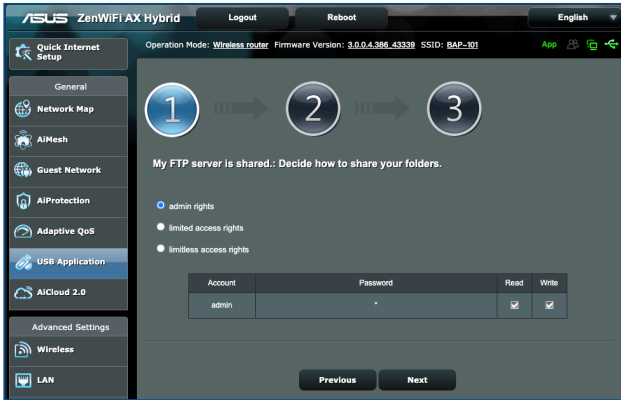 ASUS ZenWiFi AX Hybrid Logout Reboot English
Quick Internet
Setup
Operation Mode: Wireless router Firmware Version: 3.0.0.4.386_43339 SSID: BAP-101 App
General
Network Map
AiMesh
Guest Network
AiProtection
Adaptive QoS
USB Application
AiCloud 2.0
Advanced Settings
Wireless
LAN
1 2 3
My FTP server is shared.: Decide how to share your folders.
admin rights
limited access rights
limitless access rights
Account Password Read Write
admin *
Previous Next